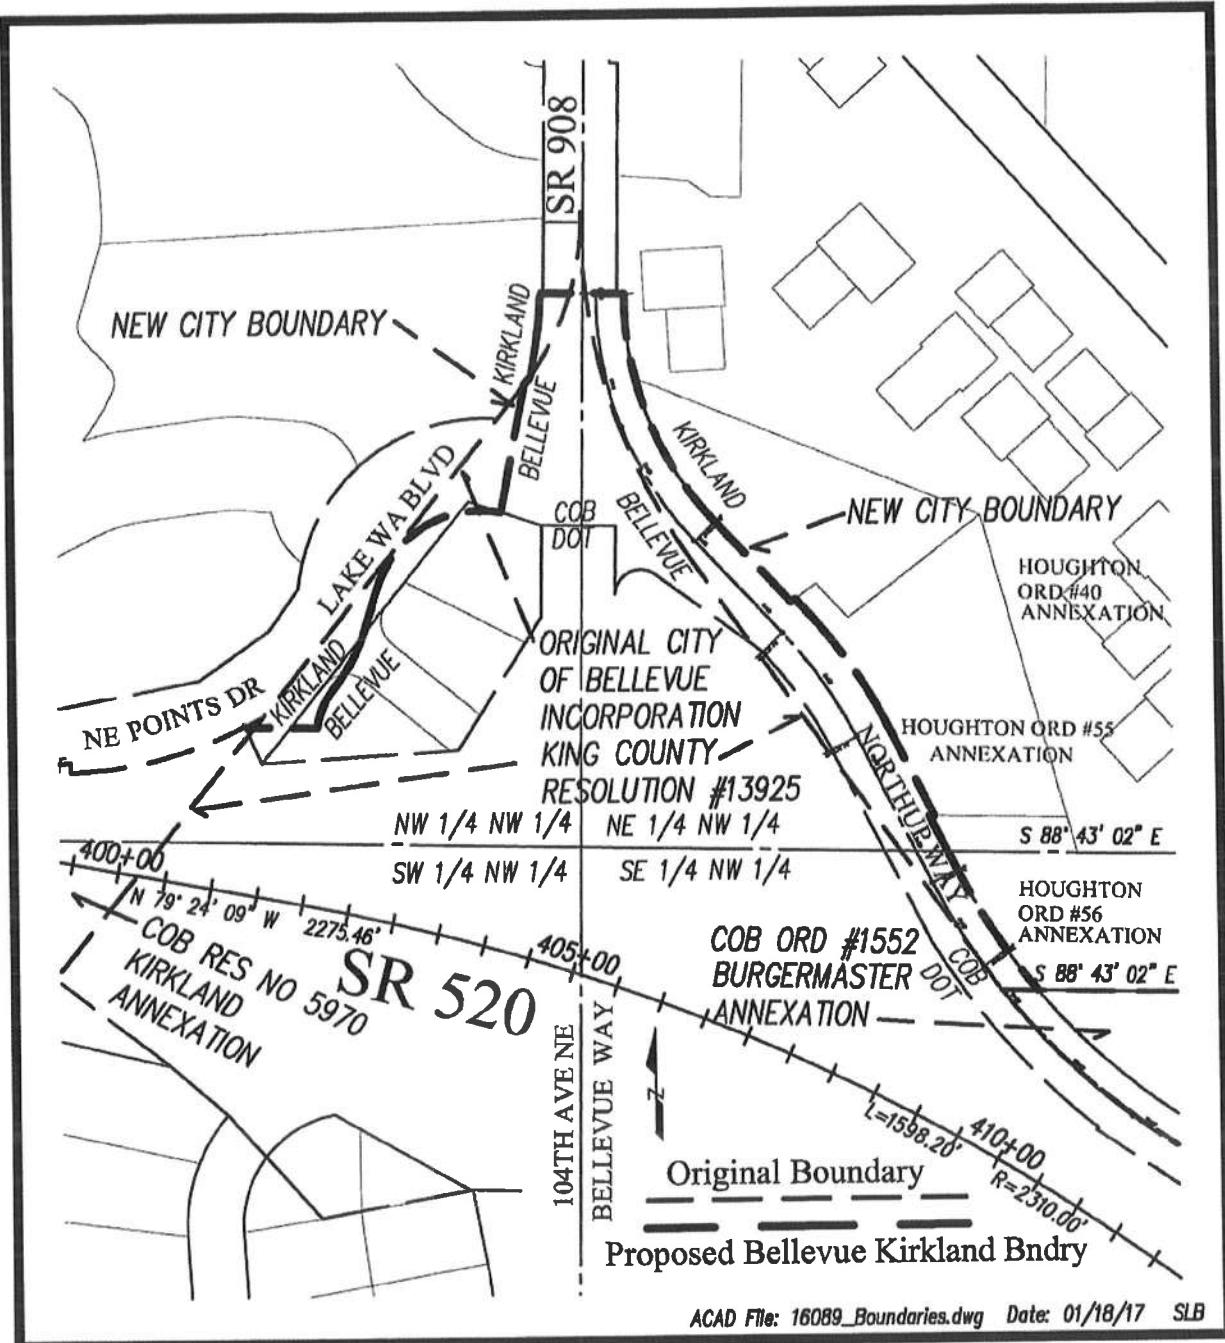 SR 908
NEW CITY BOUNDARY
KIRKLAND
BELLEVUE
LAKE WA BLVD
KIRKLAND
BELLEVUE
COB
DOT
NEW CITY BOUNDARY
HOUGHTON
ORD #40
ANNEXATION
ORIGINAL CITY
OF BELLEVUE
INCORPORATION
KING COUNTY
RESOLUTION #13925
KIRKLAND
BELLEVUE
NE POINTS DR
HOUGHTON ORD #55
ANNEXATION
NORTHUP WAY
NW 1/4 NW 1/4
NE 1/4 NW 1/4
S 88° 43' 02" E
SW 1/4 NW 1/4
SE 1/4 NW 1/4
400+00
N 79° 24' 09" W 2275.46'
HOUGHTON
ORD #56
ANNEXATION
COB RES NO 5970
KIRKLAND
ANNEXATION
SR 520
405+00
COB ORD #1552
BURGERMASTER
ANNEXATION
COB
DOT
S 88° 43' 02" E
104TH AVE NE
BELLEVUE WAY
Z
L=1598.20'
410+00
R=2310.00'
Original Boundary
Proposed Bellevue Kirkland Bndry
ACAD File: 16089_Boundaries.dwg Date: 01/18/17 SLB